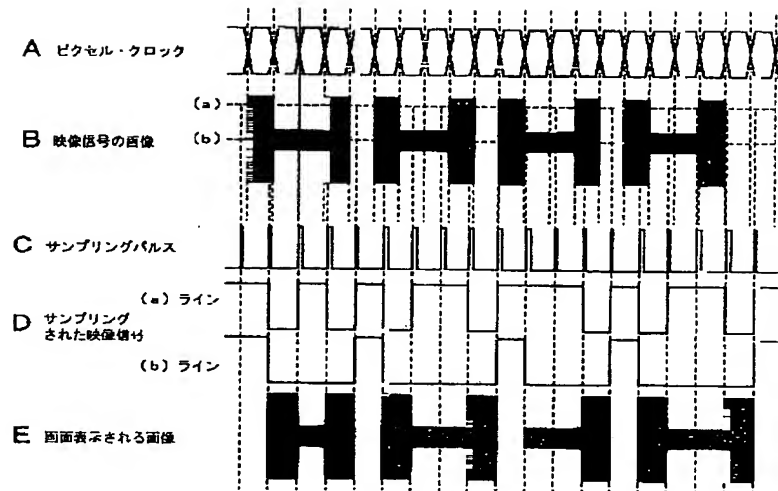 A ピクセル・クロック
(a)
B 映像信号の画像 (b)
C サンプリングパルス
(a) ライン
D サンプリング
された映像信号
(b) ライン
E 画面表示される画像